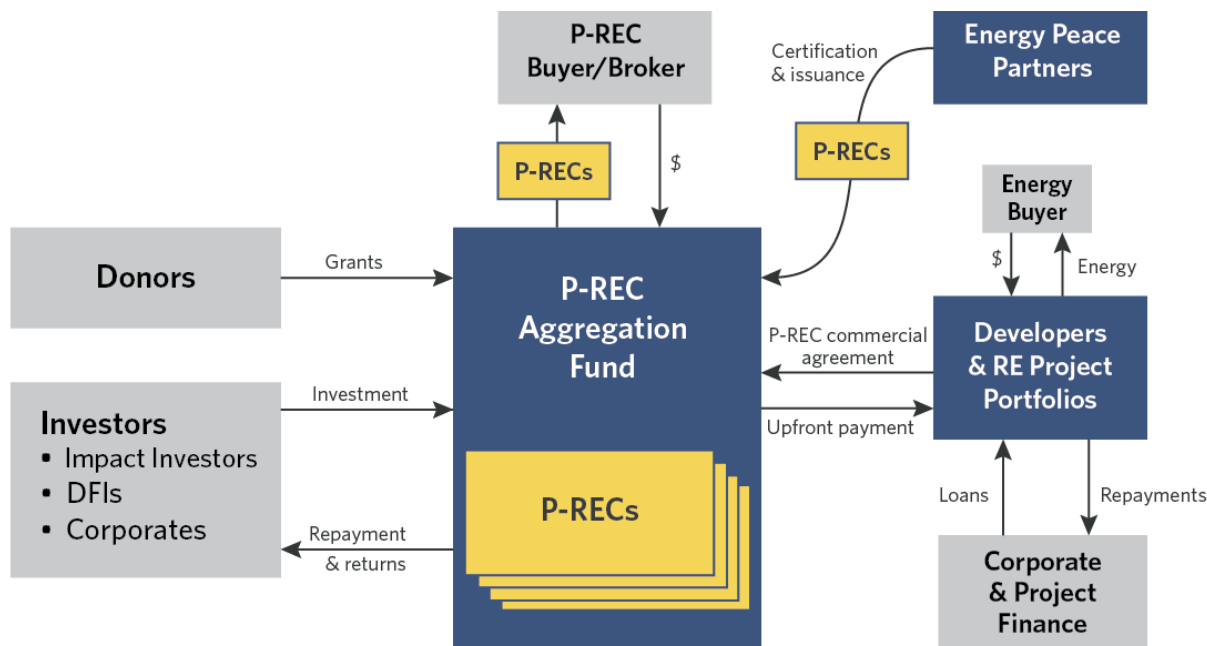 P-REC
Buyer/Broker
Certification
& issuance
Energy Peace
Partners
P-RECs
$
P-RECs
Energy
Buyer
Donors
Grants
$
Energy
P-REC
Aggregation
Fund
P-REC commercial
agreement
Developers
& RE Project
Portfolios
Investors
• Impact Investors
• DFIs
• Corporates
Investment
Upfront payment
Repayment
& returns
P-RECs
Loans
Repayments
Corporate
& Project
Finance